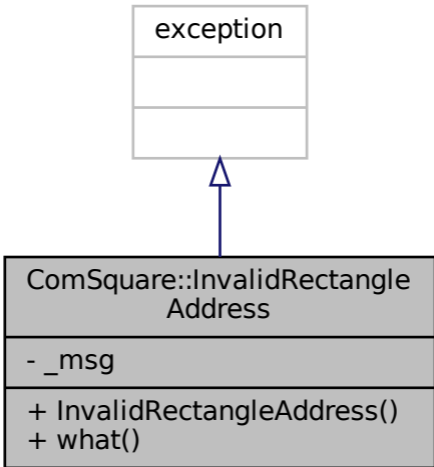 exception
ComSquare::InvalidRectangle
Address
- _msg
+ InvalidRectangleAddress()
+ what()